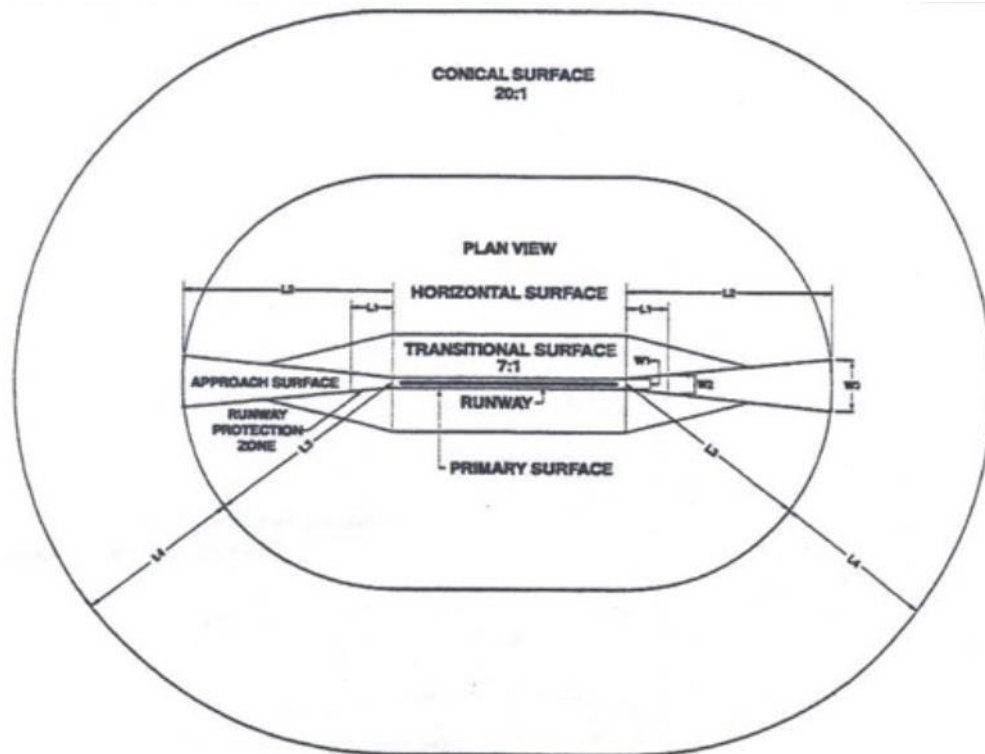 CONICAL SURFACE
20:1
PLAN VIEW
L2
HORIZONTAL SURFACE
L2
L1
L1
TRANSITIONAL SURFACE
7:1
W1
W2
W3
APPROACH SURFACE
RUNWAY
RUNWAY
PROTECTION
ZONE
PRIMARY SURFACE
L3
L3
L4
L4